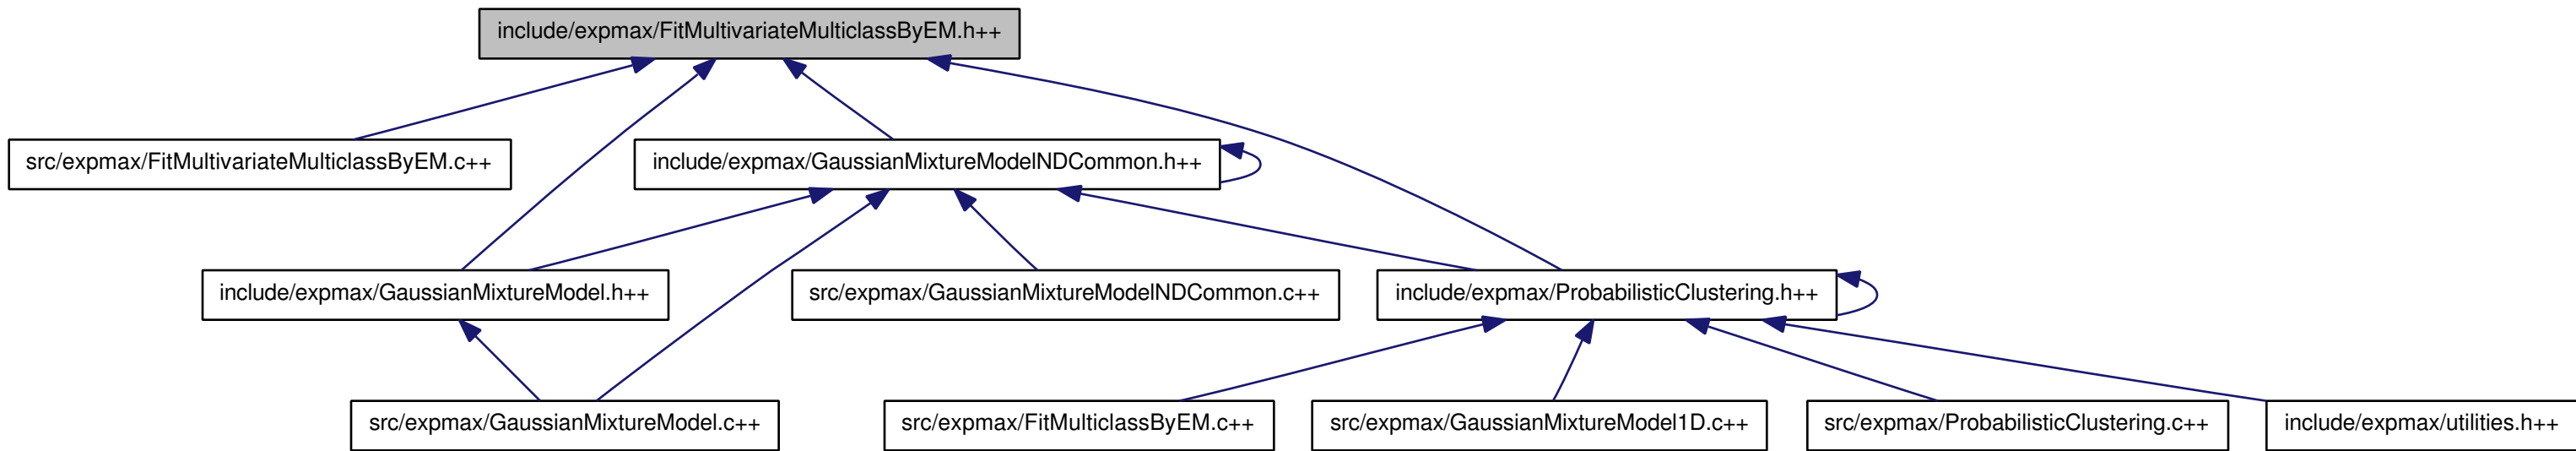 include/expmax/FitMultivariateMulticlassByEM.h++
src/expmax/FitMultivariateMulticlassByEM.c++
include/expmax/GaussianMixtureModelNDCommon.h++
include/expmax/GaussianMixtureModel.h++
src/expmax/GaussianMixtureModelNDCommon.c++
include/expmax/ProbabilisticClustering.h++
src/expmax/GaussianMixtureModel.c++
src/expmax/FitMulticlassByEM.c++
src/expmax/GaussianMixtureModel1D.c++
src/expmax/ProbabilisticClustering.c++
include/expmax/utilities.h++